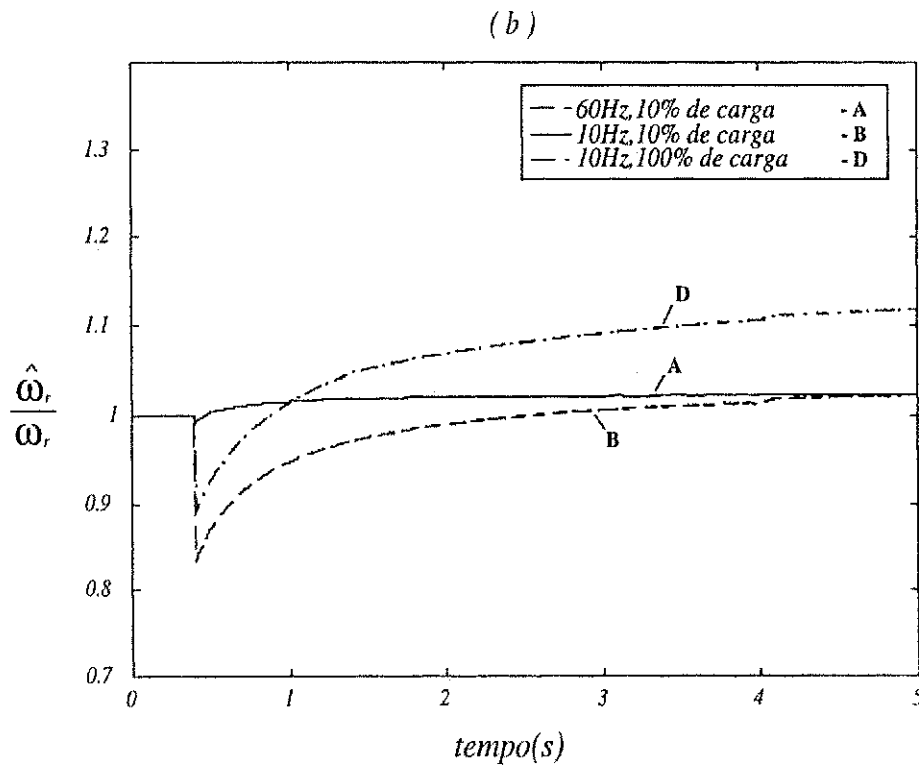 ( b )
- 60Hz, 10% de carga - A
10Hz, 10% de carga - B
10Hz, 100% de carga - D
1.3
1.2
D
1.1
A
ω̂r
ωr
1
B
0.9
0.8
0.7
0 1 2 3 4 5
tempo(s)